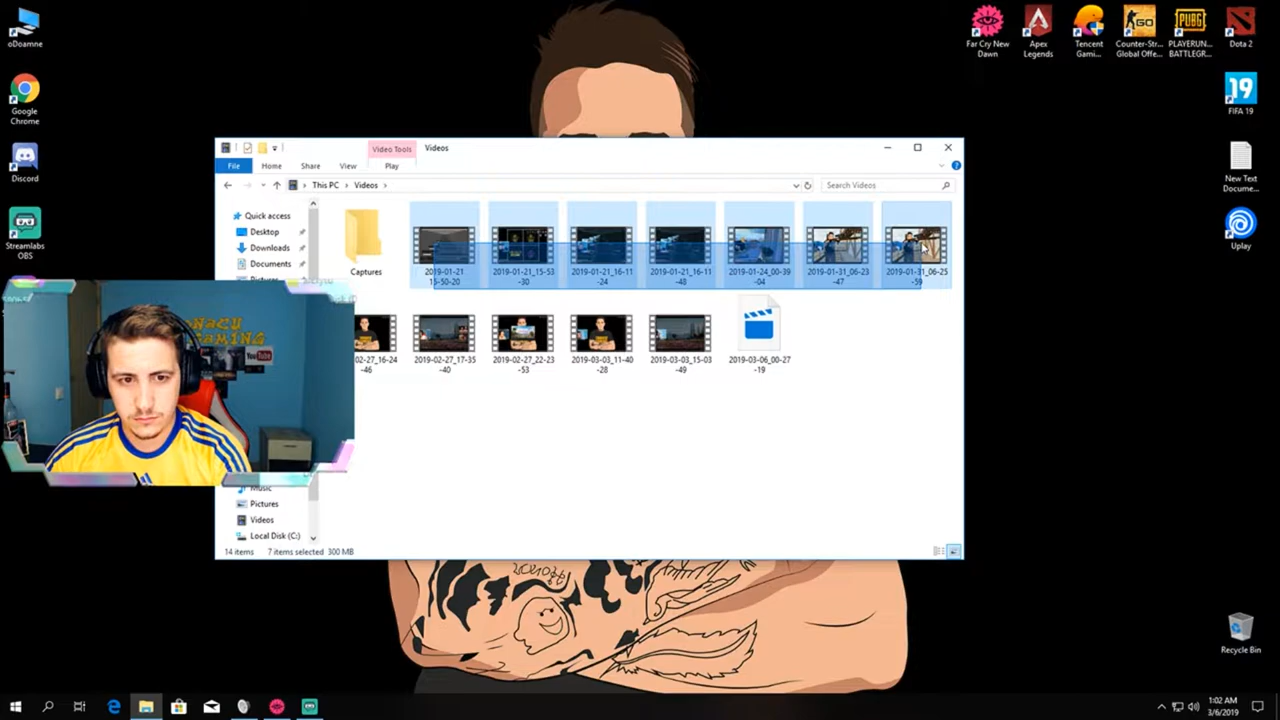 oDoamne
Google
Chrome
Discord
Streamlabs
OBS
Far Cry New
Dawn
Apex
Legends
Tencent
Gami...
Counter-Str...
Global Offe...
PLAYERUN...
BATTLEGR...
Dota 2
FIFA 19
New Text
Docume...
Uplay
Recycle Bin
Video Tools
Videos
File
Home
Share
View
Play
This PC
Videos
Search Videos
Quick access
Desktop
Downloads
Documents
Music
Pictures
Videos
Local Disk (C:)
Captures
2019-01-21
15-50-20
2019-01-21_15-53
-30
2019-01-21_16-11
-24
2019-01-21_16-11
-48
2019-01-24_00-39
-04
2019-01-31_06-23
-47
2019-01-31_06-25
-59
02-27_16-24
-46
2019-02-27_17-35
-40
2019-02-27_22-23
-53
2019-03-03_11-40
-28
2019-03-03_15-03
-49
2019-03-06_00-27
-19
14 items
7 items selected
300 MB
GAMING
YouTube
1:02 AM
3/6/2019